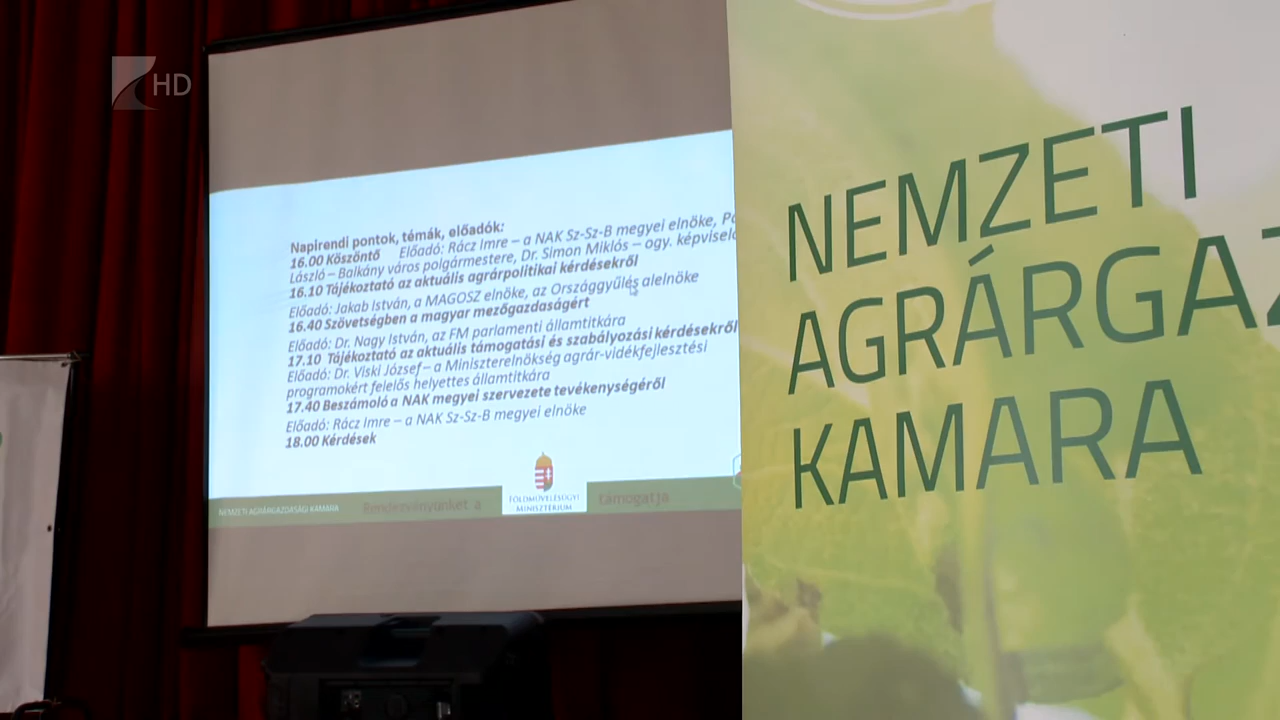 HD
Napirendi pontok, témák, előadók:
16.00 Köszöntő Előadó: Rácz Imre – a NAK Sz-Sz-B megyei elnöke,
László – Balkány város polgármestere, Dr. Simon Miklós – ogy.
16.10 Tájékoztató az aktuális agrárpolitikai kérdésekről
Előadó: Jakab István, a MAGOSZ elnöke, az Országgyűlés alelnöke
16.40 Szövetségben a magyar mezőgazdaságért
Előadó: Dr. Nagy István, az FM parlamenti államtitkára
17.10 Tájékoztató az aktuális támogatási és szabályozási kérdésekről
Előadó: Dr. Viski József – a Miniszterelnökség agrár-vidékfejlesztési
programokért felelős helyettes államtitkára
17.40 Beszámoló a NAK megyei szervezete tevékenységéről
Előadó: Rácz Imre – a NAK Sz-Sz-B megyei elnöke
18.00 Kérdések
NEMZETI AGRÁRGAZDASÁGI KAMARA
Rendezvényünket a
FÖLDMŰVELÉSÜGYI
MINISZTÉRIUM
támogatja
NEMZETI
AGRÁRGAZ
KAMARA